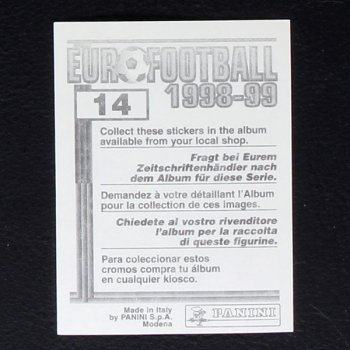 EUROFOOTBALL
14
1998-99
Collect these stickers in the album
available from your local shop.
Fragt bei Eurem
Zeitschriftenhändler nach
dem Album für diese Serie.
Demandez à votre détaillant l'Album
pour la collection de ces images.
Chiedete al vostro rivenditore
l'album per la raccolta
di queste figurine.
Para coleccionar estos
cromos compra tu álbum
en cualquier kiosco.
Made in Italy
by PANINI S.p.A.
Modena
PANINI